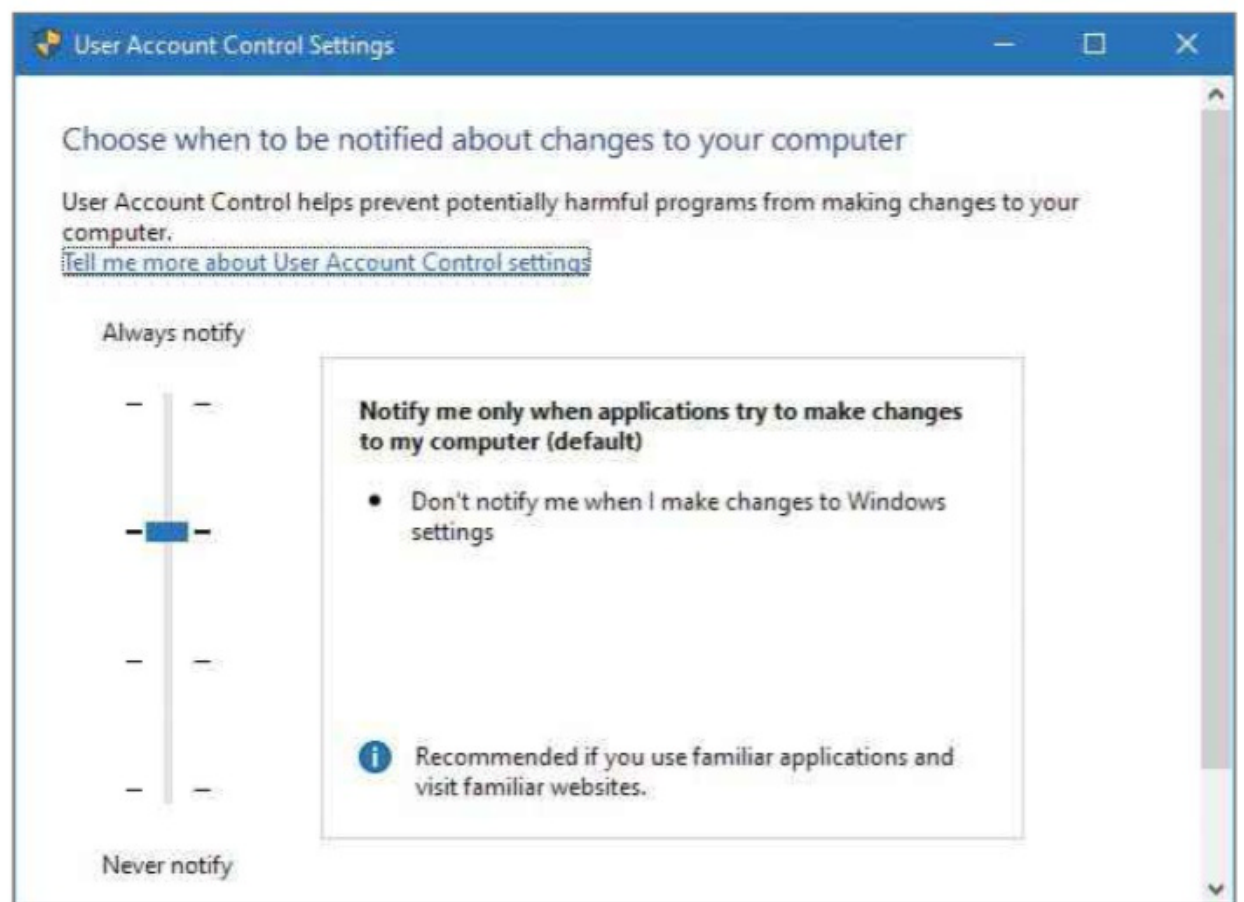 User Account Control Settings
Choose when to be notified about changes to your computer
User Account Control helps prevent potentially harmful programs from making changes to your
computer.
Tell me more about User Account Control settings
Always notify
Notify me only when applications try to make changes
to my computer (default)
• Don't notify me when I make changes to Windows
settings
Recommended if you use familiar applications and
visit familiar websites.
Never notify